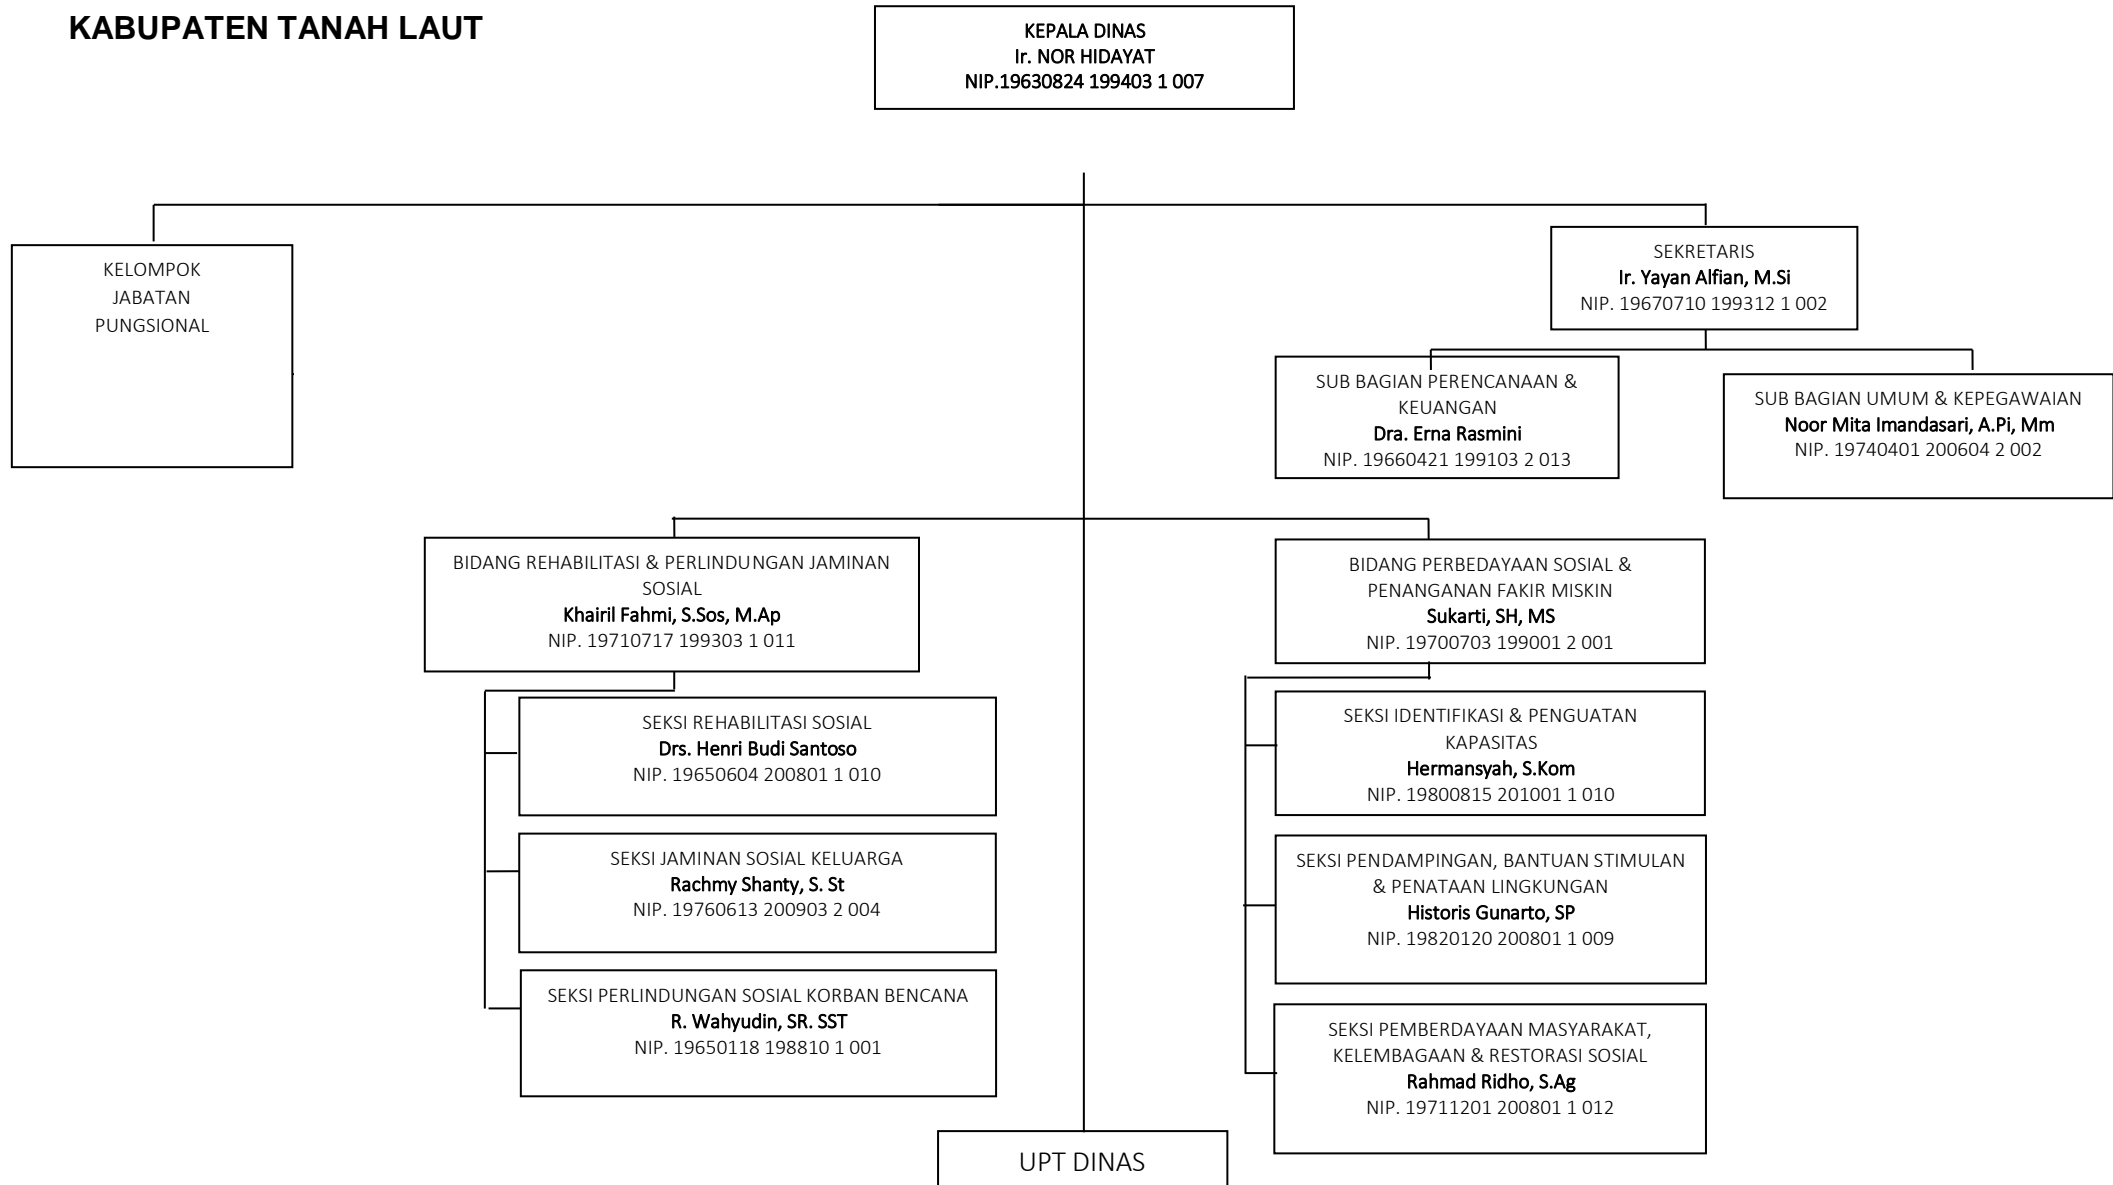 KABUPATEN TANAH LAUT
KEPALA DINAS
Ir. NOR HIDAYAT
NIP.19630824 199403 1 007
KELOMPOK
JABATAN
PUNGSIONAL
SEKRETARIS
Ir. Yayan Alfian, M.Si
NIP. 19670710 199312 1 002
SUB BAGIAN PERENCANAAN &
KEUANGAN
Dra. Erna Rasmini
NIP. 19660421 199103 2 013
SUB BAGIAN UMUM & KEPEGAWAIAN
Noor Mita Imandasari, A.Pi, Mm
NIP. 19740401 200604 2 002
BIDANG REHABILITASI & PERLINDUNGAN JAMINAN
SOSIAL
Khairil Fahmi, S.Sos, M.Ap
NIP. 19710717 199303 1 011
SEKSI REHABILITASI SOSIAL
Drs. Henri Budi Santoso
NIP. 19650604 200801 1 010
SEKSI JAMINAN SOSIAL KELUARGA
Rachmy Shanty, S. St
NIP. 19760613 200903 2 004
SEKSI PERLINDUNGAN SOSIAL KORBAN BENCANA
R. Wahyudin, SR. SST
NIP. 19650118 198810 1 001
BIDANG PERBEDAYAAN SOSIAL &
PENANGANAN FAKIR MISKIN
Sukarti, SH, MS
NIP. 19700703 199001 2 001
SEKSI IDENTIFIKASI & PENGUATAN
KAPASITAS
Hermansyah, S.Kom
NIP. 19800815 201001 1 010
SEKSI PENDAMPINGAN, BANTUAN STIMULAN
& PENATAAN LINGKUNGAN
Historis Gunarto, SP
NIP. 19820120 200801 1 009
SEKSI PEMBERDAYAAN MASYARAKAT,
KELEMBAGAAN & RESTORASI SOSIAL
Rahmad Ridho, S.Ag
NIP. 19711201 200801 1 012
UPT DINAS